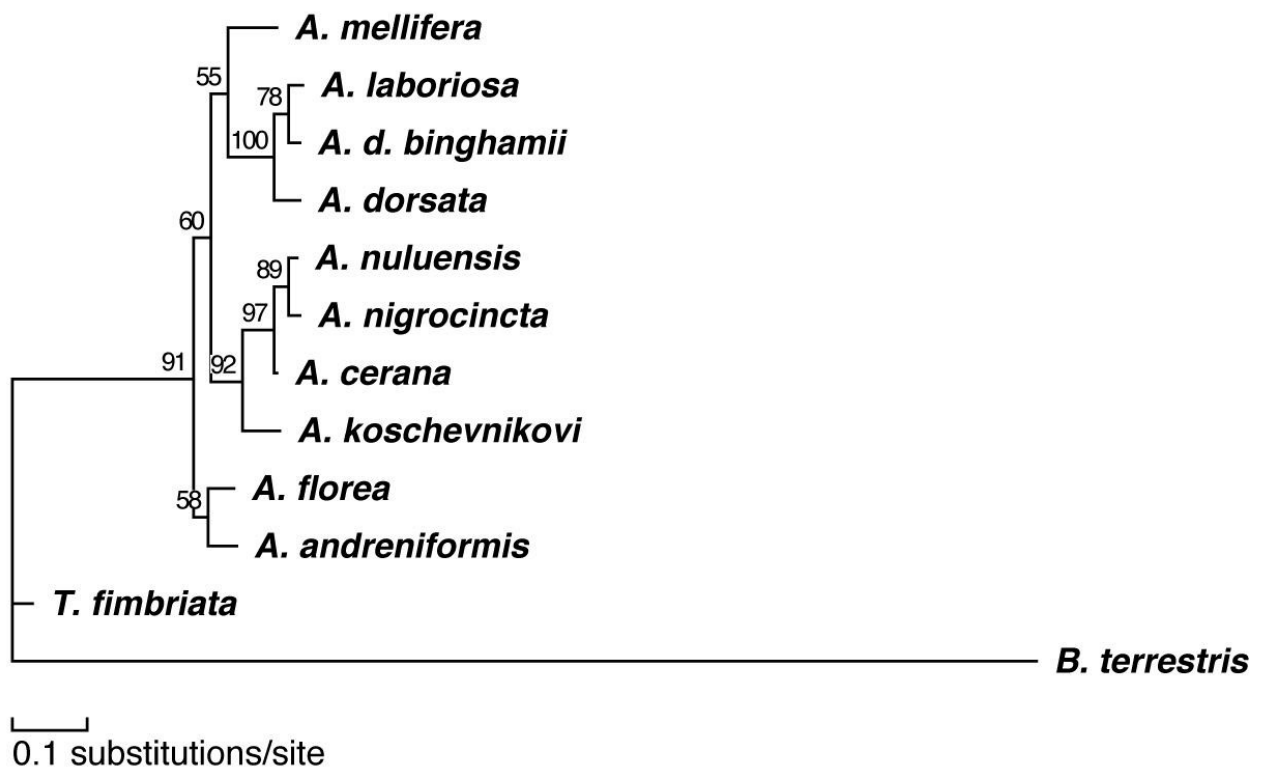 A. mellifera
55
78
A. laboriosa
100
A. d. binghamii
A. dorsata
60
89
A. nuluensis
97
A. nigrocincta
91
92
A. cerana
A. koschevnikovi
58
A. florea
A. andreniformis
T. fimbriata
B. terrestris
0.1 substitutions/site